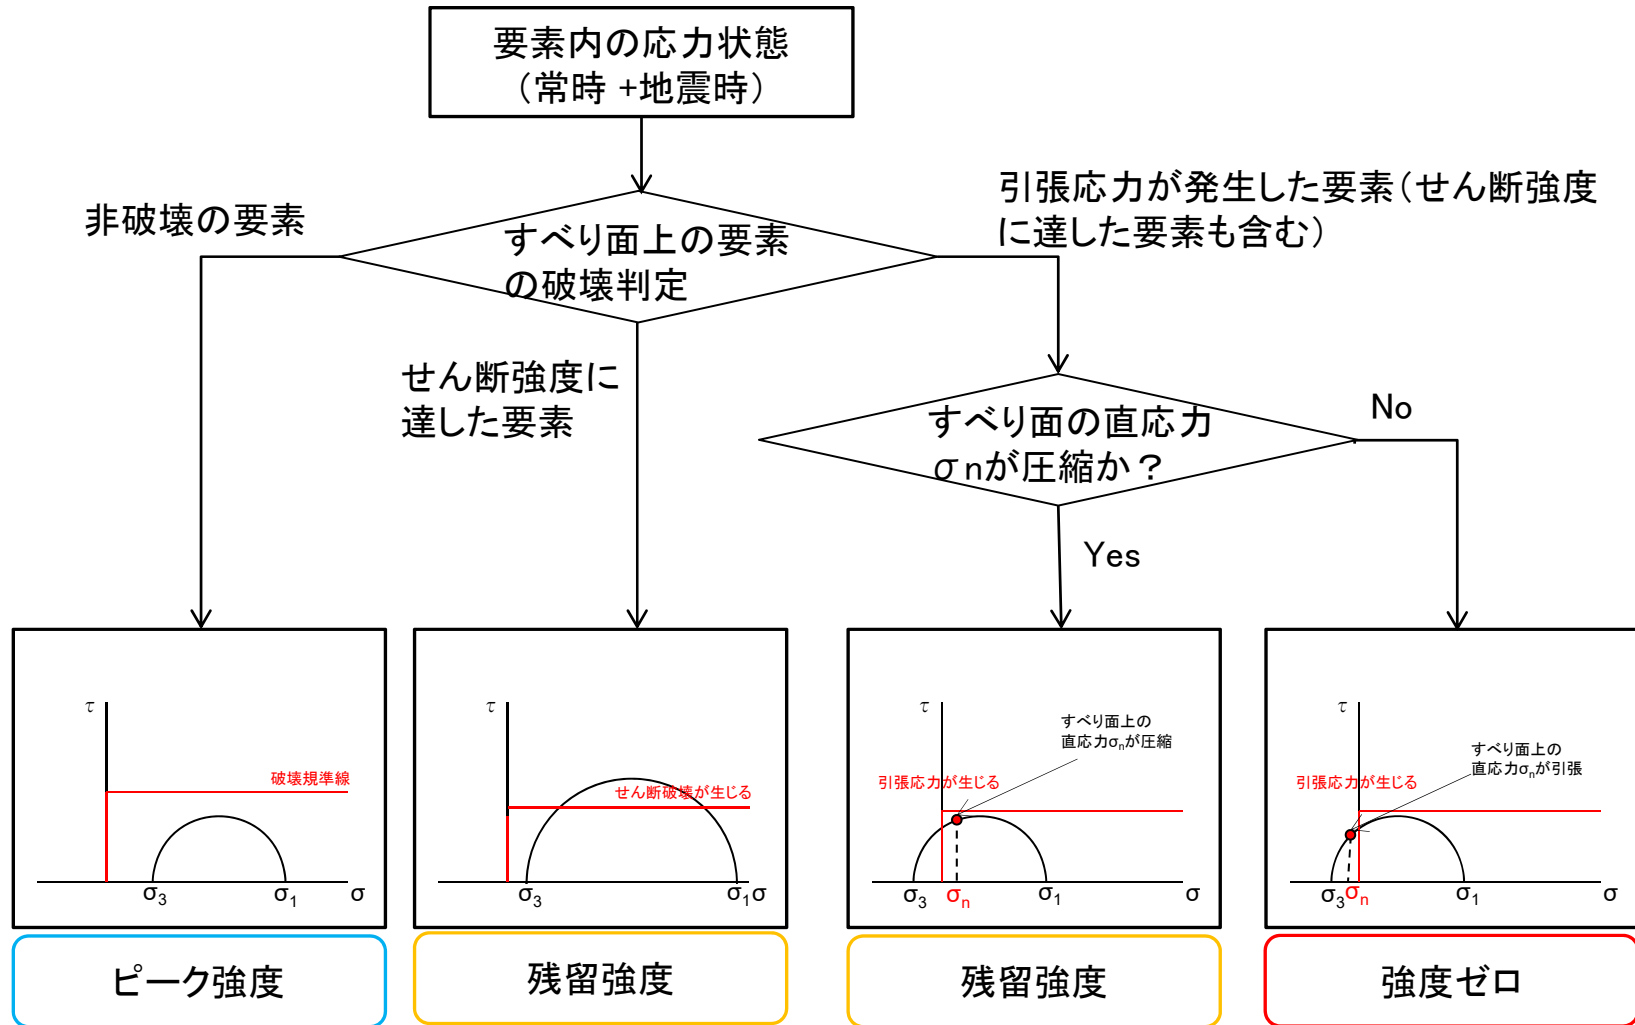 要素内の応力状態
（常時 +地震時）
非破壊の要素
すべり面上の要素
の破壊判定
引張応力が発生した要素（せん断強度
に達した要素も含む）
せん断強度に
達した要素
すべり面の直応力
σnが圧縮か？
No
Yes
τ
破壊規準線
σ3
σ1
σ
τ
せん断破壊が生じる
σ3
σ1
σ
τ
すべり面上の
直応力σnが圧縮
引張応力が生じる
σ3
σn
σ1
σ
τ
すべり面上の
直応力σnが引張
引張応力が生じる
σ3
σn
σ1
σ
ピーク強度
残留強度
残留強度
強度ゼロ